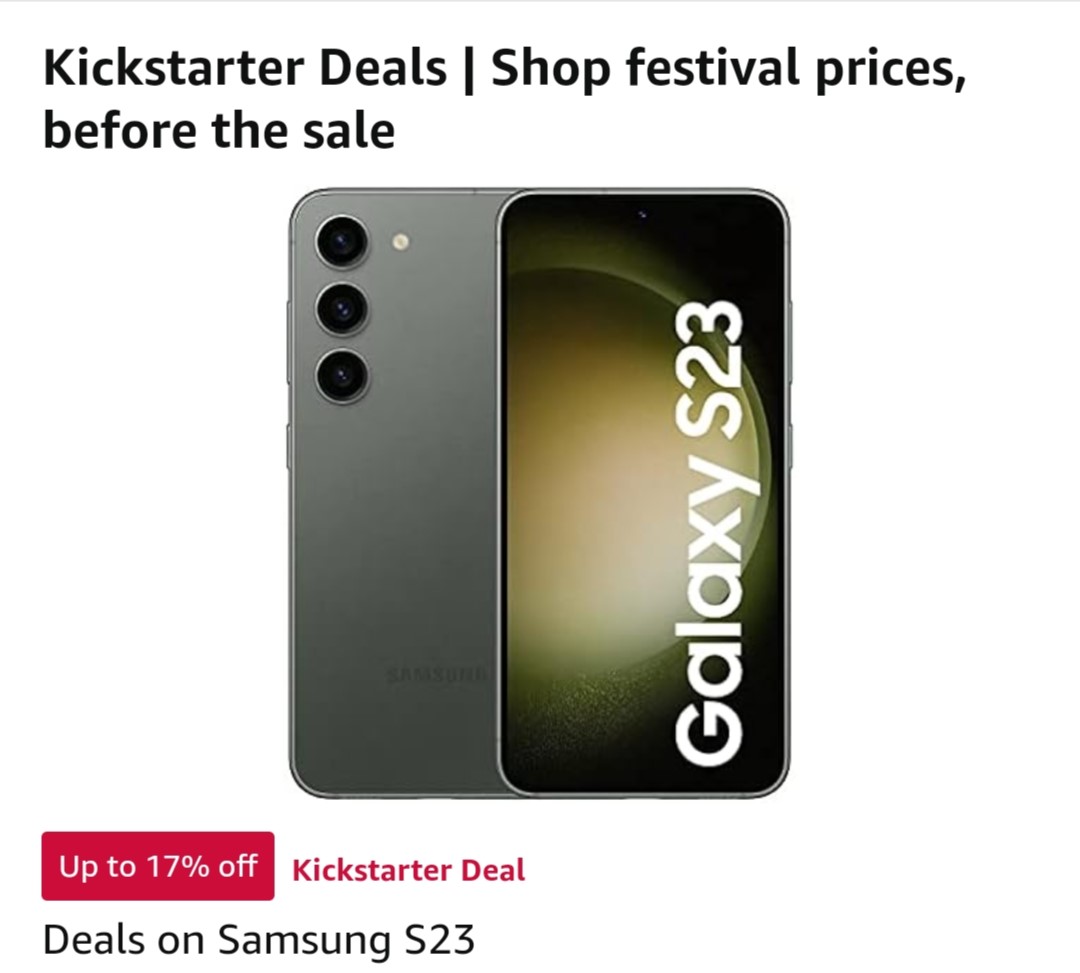 Kickstarter Deals | Shop festival prices,
before the sale
Galaxy S23
SAMSUNG
Up to 17% off Kickstarter Deal
Deals on Samsung S23